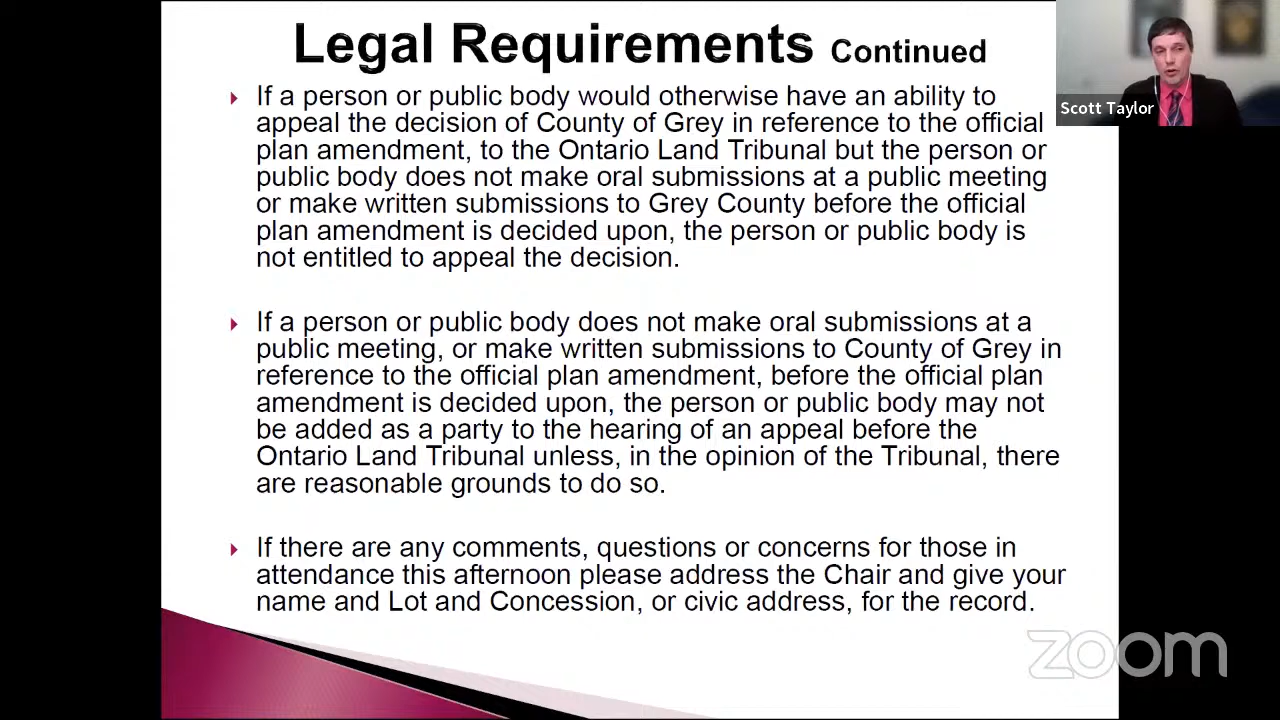 Legal Requirements Continued
If a person or public body would otherwise have an ability to
appeal the decision of County of Grey in reference to the official
plan amendment, to the Ontario Land Tribunal but the person or
public body does not make oral submissions at a public meeting
or make written submissions to Grey County before the official
plan amendment is decided upon, the person or public body is
not entitled to appeal the decision.
If a person or public body does not make oral submissions at a
public meeting, or make written submissions to County of Grey in
reference to the official plan amendment, before the official plan
amendment is decided upon, the person or public body may not
be added as a party to the hearing of an appeal before the
Ontario Land Tribunal unless, in the opinion of the Tribunal, there
are reasonable grounds to do so.
If there are any comments, questions or concerns for those in
attendance this afternoon please address the Chair and give your
name and Lot and Concession, or civic address, for the record.
Scott Taylor
zoom